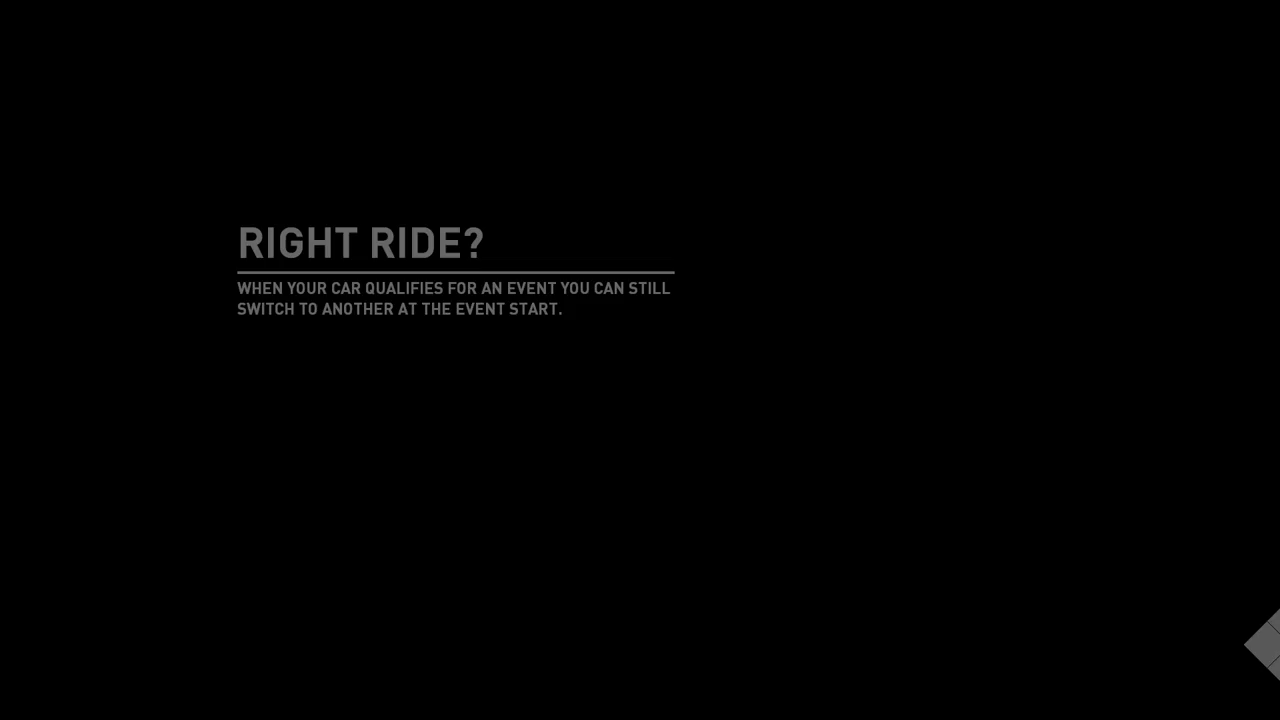 RIGHT RIDE?
WHEN YOUR CAR QUALIFIES FOR AN EVENT YOU CAN STILL
SWITCH TO ANOTHER AT THE EVENT START.